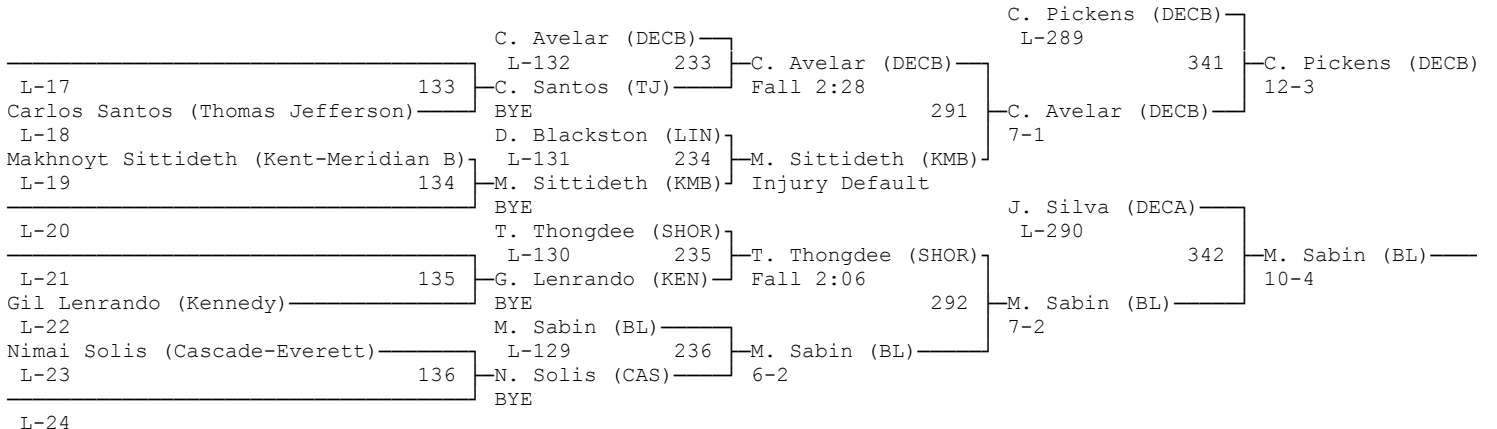 C. Pickens (DECB)
C. Avelar (DECB) L-289
L-132 233 C. Avelar (DECB) 341 C. Pickens (DECB)
L-17 133 C. Santos (TJ) Fall 2:28 12-3
Carlos Santos (Thomas Jefferson) BYE 291 C. Avelar (DECB)
L-18 D. Blackston (LIN) 7-1
Makhnoyt Sittideth (Kent-Meridian B) L-131 234 M. Sittideth (KMB)
L-19 134 M. Sittideth (KMB) Injury Default
BYE J. Silva (DECA)
L-20 T. Thongdee (SHOR) L-290
L-130 235 T. Thongdee (SHOR) 342 M. Sabin (BL)
L-21 135 G. Lenrando (KEN) Fall 2:06 10-4
Gil Lenrando (Kennedy) BYE 292 M. Sabin (BL)
L-22 M. Sabin (BL) 7-2
Nimai Solis (Cascade-Everett) L-129 236 M. Sabin (BL)
L-23 136 N. Solis (CAS) 6-2
BYE
L-24